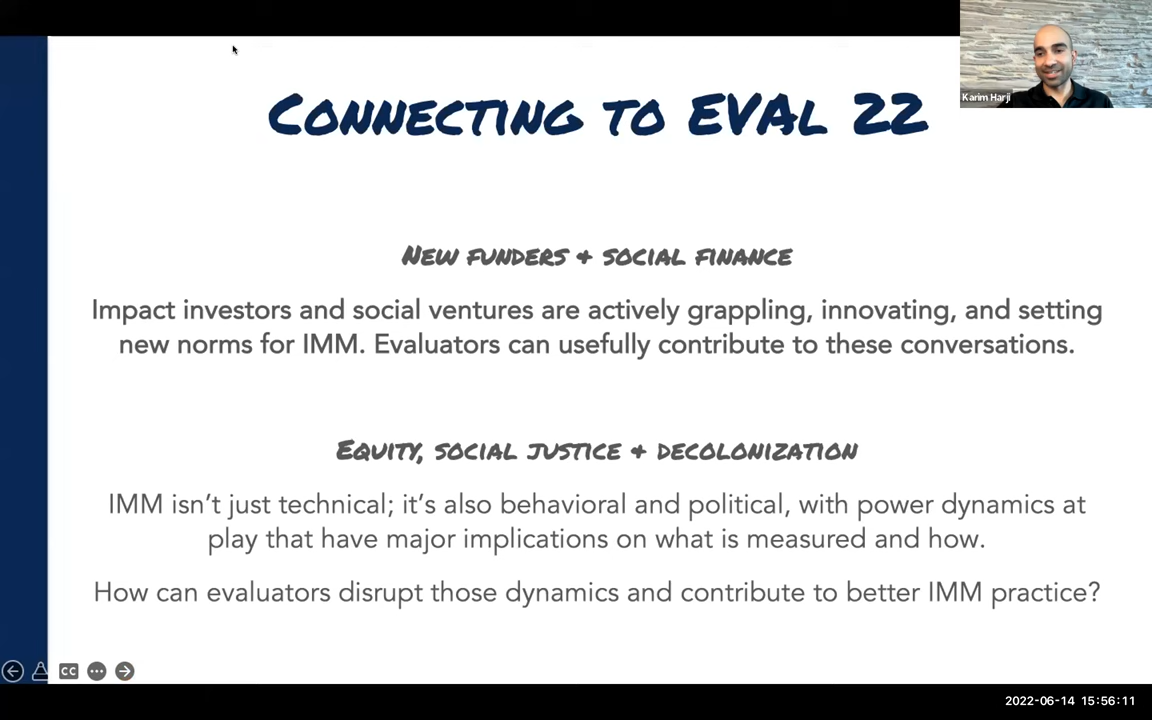 Karim Harji
CONNECTING TO EVAL 22
NEW FUNDERS & SOCIAL FINANCE
Impact investors and social ventures are actively grappling, innovating, and setting
new norms for IMM. Evaluators can usefully contribute to these conversations.
EQUITY, SOCIAL JUSTICE & DECOLONIZATION
IMM isn't just technical; it's also behavioral and political, with power dynamics at
play that have major implications on what is measured and how.
How can evaluators disrupt those dynamics and contribute to better IMM practice?
CC
2022-06-14 15:56:11